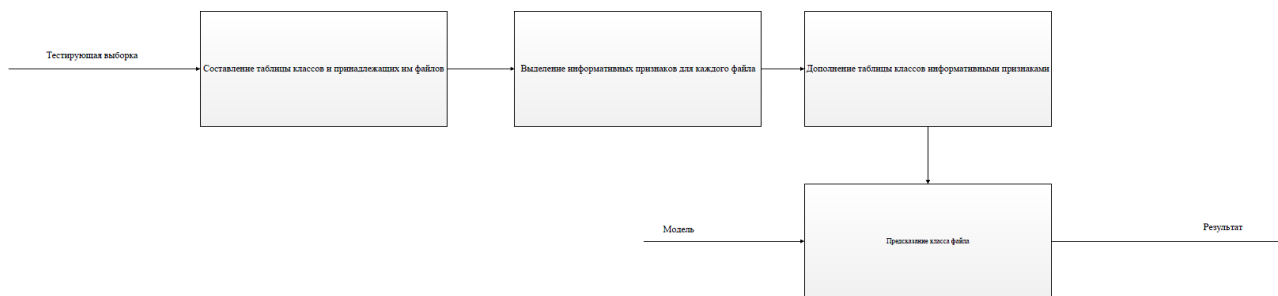 Тестирующая выборка
Составление таблицы классов и принадлежащих им файлов
Выделение информативных признаков для каждого файла
Дополнение таблицы классов информативными признаками
Модель
Предсказание класса файла
Результат